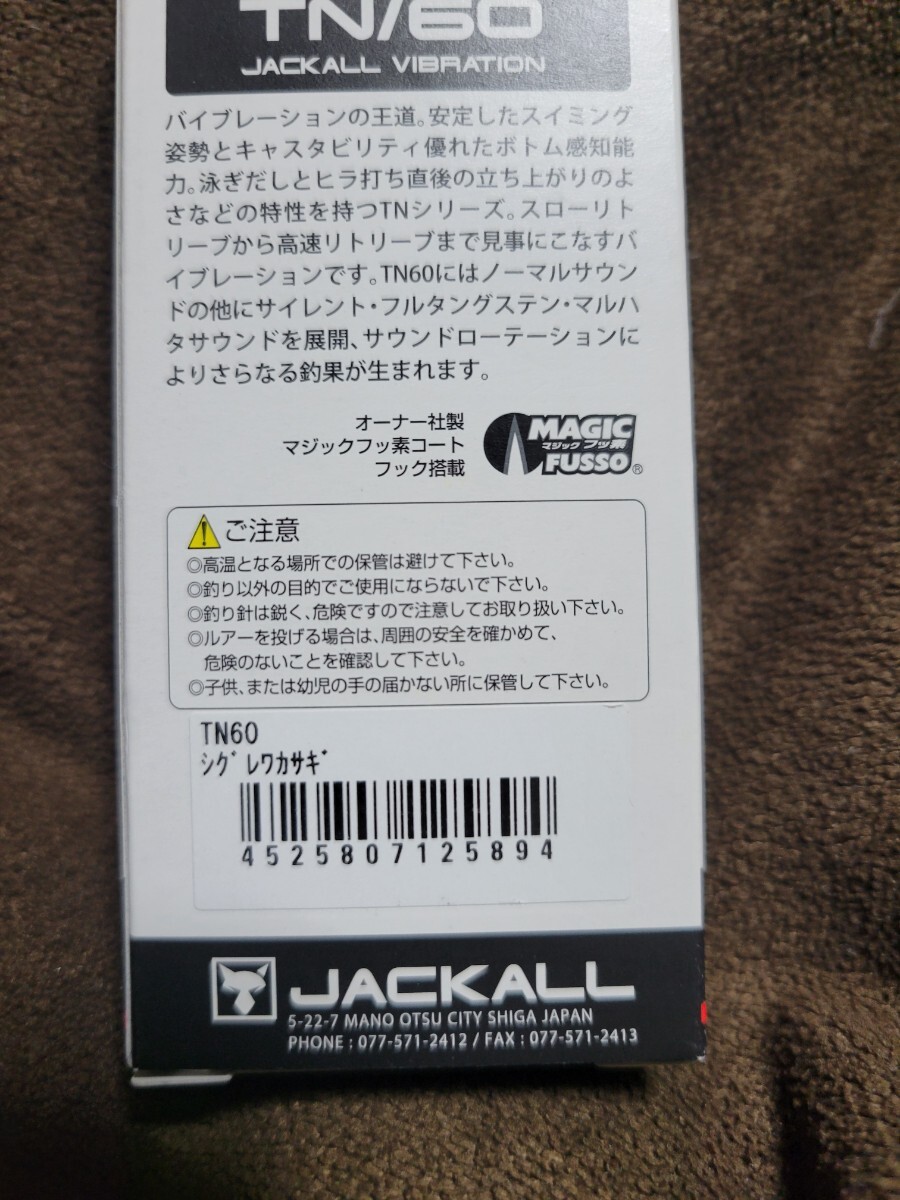 TN/60
JACKALL VIBRATION
バイブレーションの王道。安定したスイミング
姿勢とキャスタビリティ優れたボトム感知能
力。泳ぎだしとヒラ打ち直後の立ち上がりのよ
さなどの特性を持つTNシリーズ。スローリト
リーブから高速リトリーブまで見事にこなすバ
イブレーションです。TN60にはノーマルサウン
ドの他にサイレント・フルタングステン・マルハ
タサウンドを展開、サウンドローテーションに
よりさらなる釣果が生まれます。
オーナー社製
マジックフッ素コート
フック搭載
MAGIC
マジック フッ素
FUSSO®
ご注意
◎高温となる場所での保管は避けて下さい。
◎釣り以外の目的でご使用にならないで下さい。
◎釣り針は鋭く、危険ですので注意してお取り扱い下さい。
◎ルアーを投げる場合は、周囲の安全を確かめて、
危険のないことを確認して下さい。
◎子供、または幼児の手の届かない所に保管して下さい。
TN60
ｼｸﾞﾚﾜｶｻｷﾞ
4525807125894
JACKALL
5-22-7 MANO OTSU CITY SHIGA JAPAN
PHONE : 077-571-2412 / FAX : 077-571-2413